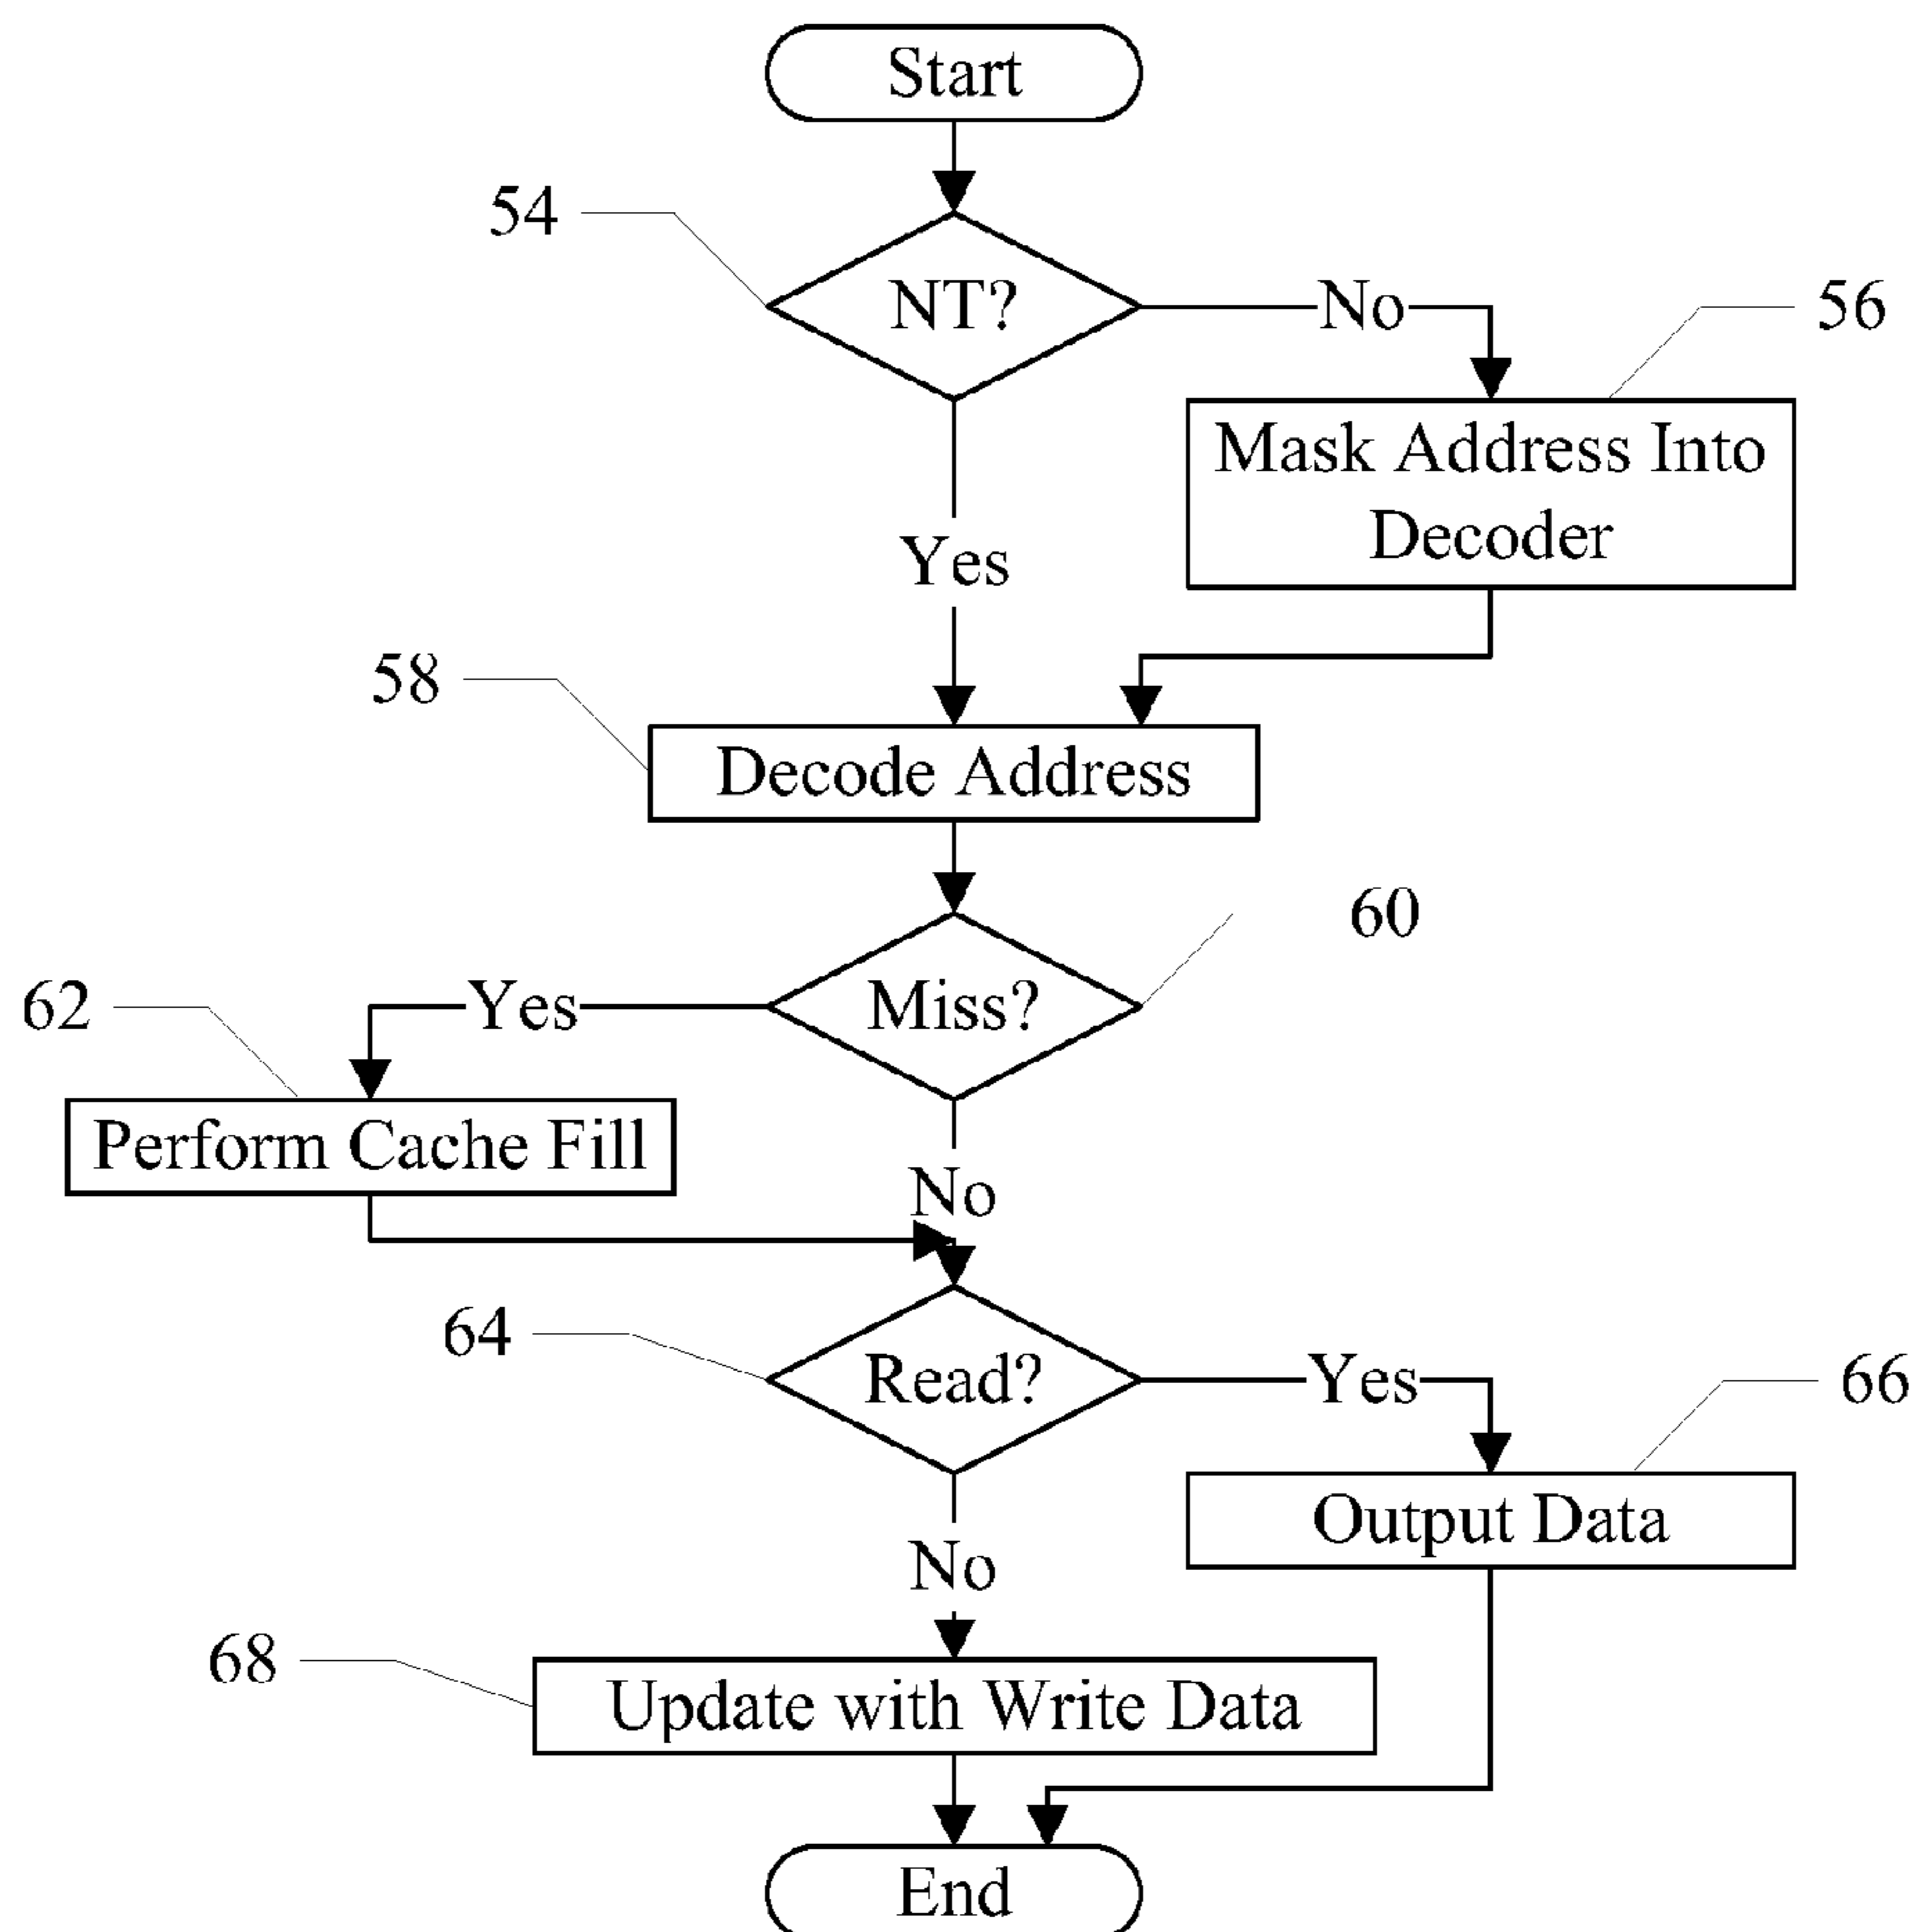 Start
54
NT?
No
56
Mask Address Into
Decoder
Yes
58
Decode Address
60
Miss?
Yes
62
Perform Cache Fill
No
64
Read?
Yes
66
Output Data
No
68
Update with Write Data
End